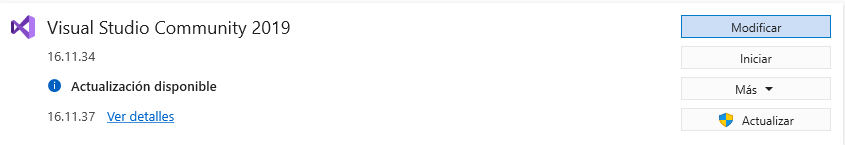 Visual Studio Community 2019
Modificar
16.11.34
Iniciar
Actualización disponible
Más
16.11.37 Ver detalles
Actualizar